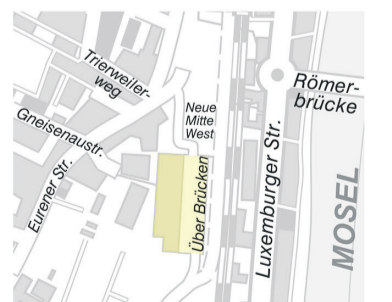 Trierweiler-
weg
Gneisenaustr.
Eurener Str.
Neue
Mitte
West
Über Brücken
Luxemburger Str.
Römer-
brücke
MOSEL